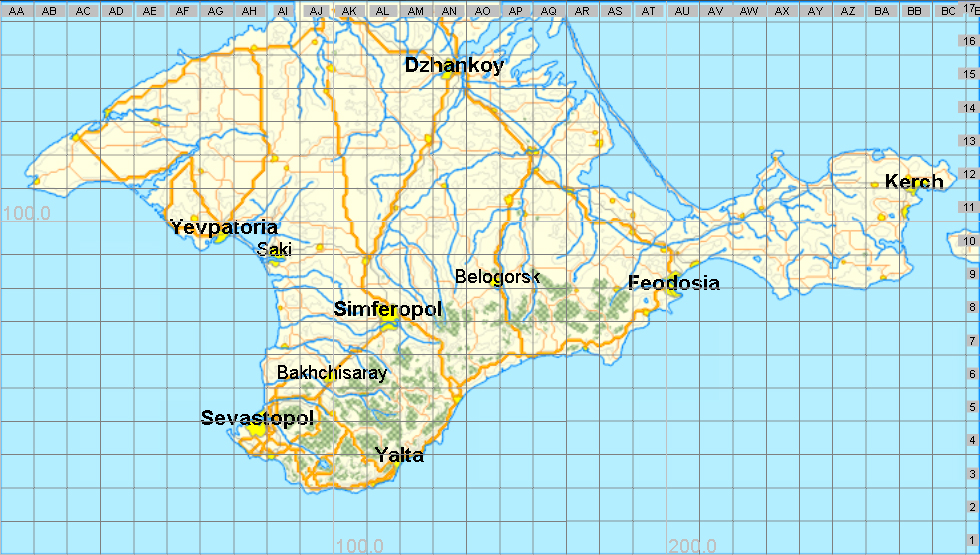 AA AB AC AD AE AF AG AH AI AJ AK AL AM AN AO AP AQ AR AS AT AU AV AW AX AY AZ BA BB BC 17
16
Dzhankoy
15
14
13
12
Kerch
100.0
11
Yevpatoria
10
Saki
9
Belogorsk
Feodosia
8
Simferopol
7
6
Bakhchisaray
5
Sevastopol
4
Yalta
3
2
1
100.0
200.0